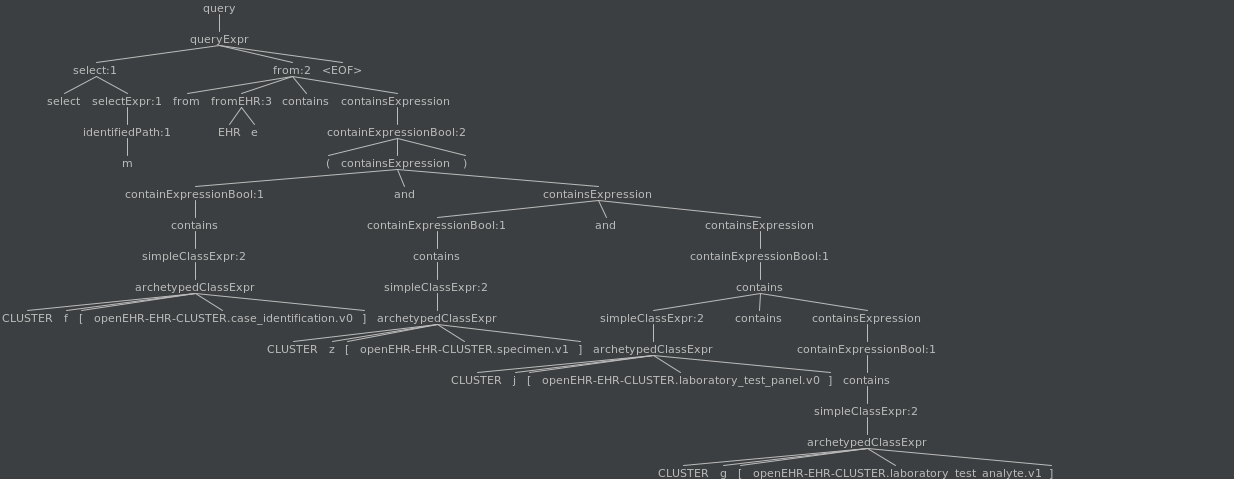 query
queryExpr
select:1 from:2 <EOF>
select selectExpr:1 from fromEHR:3 contains containsExpression
identifiedPath:1 EHR e containExpressionBool:2
m ( containsExpression )
containExpressionBool:1 and containsExpression
contains containExpressionBool:1 and containsExpression
simpleClassExpr:2 contains containExpressionBool:1
archetypedClassExpr simpleClassExpr:2 contains
CLUSTER f [ openEHR-EHR-CLUSTER.case_identification.v0 ] archetypedClassExpr simpleClassExpr:2 contains containsExpression
CLUSTER z [ openEHR-EHR-CLUSTER.specimen.v1 ] archetypedClassExpr containExpressionBool:1
CLUSTER j [ openEHR-EHR-CLUSTER.laboratory_test_panel.v0 ] contains
simpleClassExpr:2
archetypedClassExpr
CLUSTER g [ openEHR-EHR-CLUSTER.laboratory_test_analyte.v1 ]